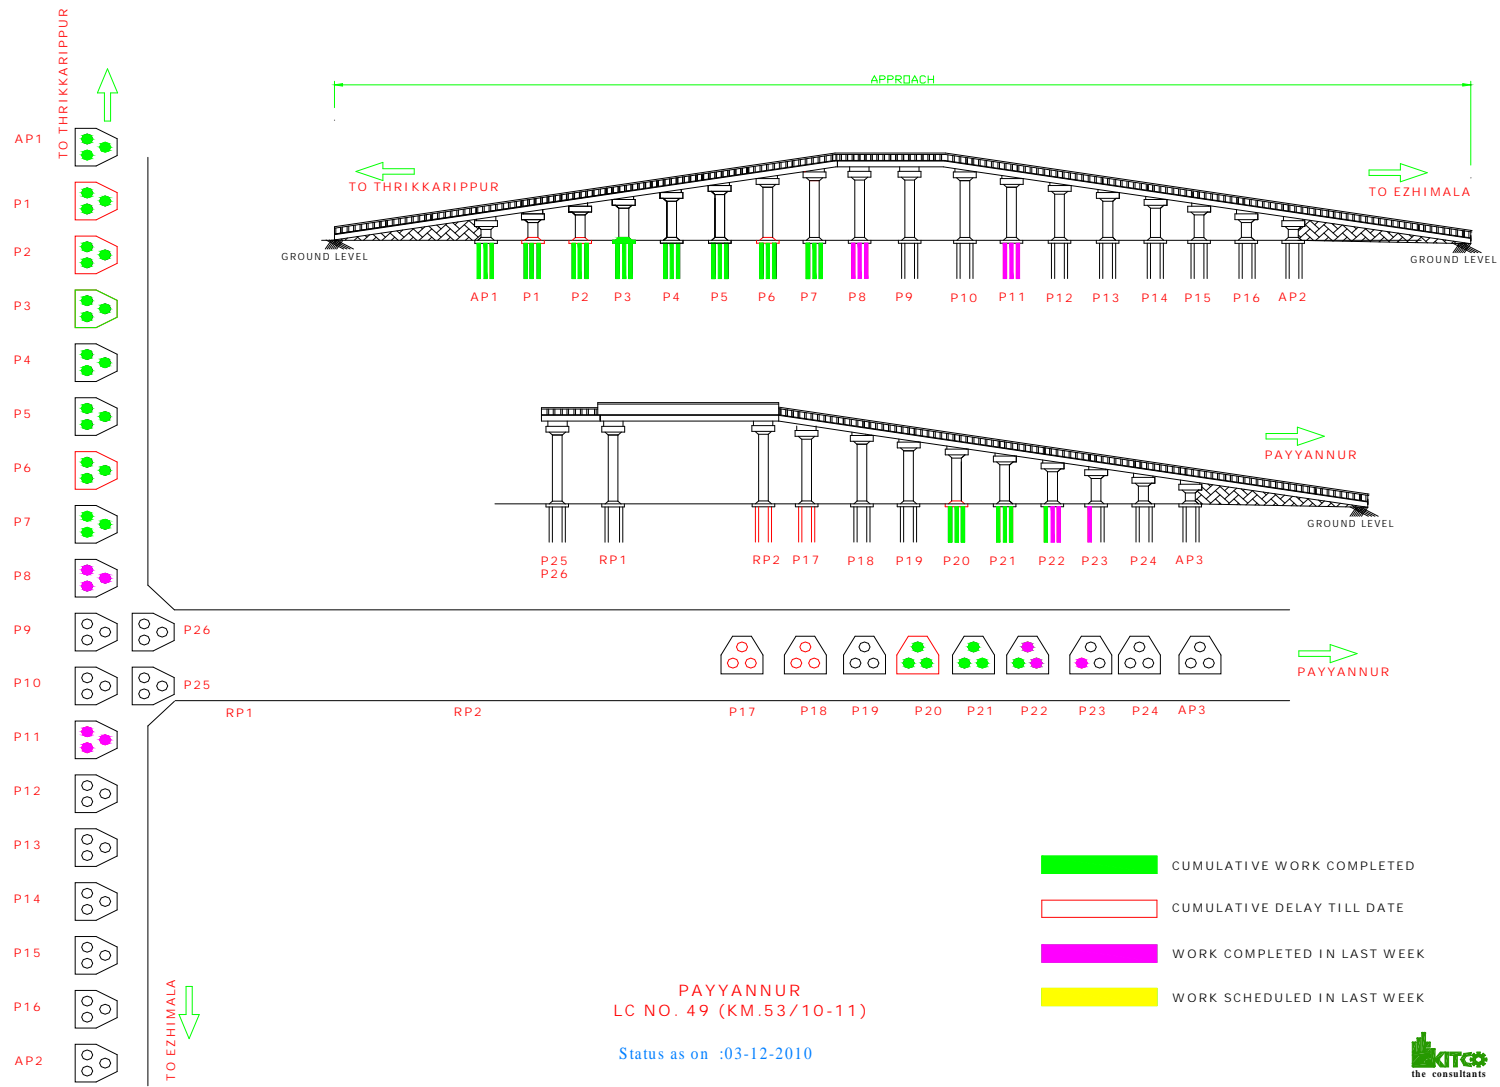 TO THRIKKARIPPUR
AP1
P1
P2
P3
P4
P5
P6
P7
P8
P9
P26
P10
P25
P11
P12
P13
P14
P15
P16
AP2
TO EZHIMALA
APPROACH
TO THRIKKARIPPUR
TO EZHIMALA
GROUND LEVEL
GROUND LEVEL
AP1 P1 P2 P3 P4 P5 P6 P7 P8 P9 P10 P11 P12 P13 P14 P15 P16 AP2
PAYYANNUR
GROUND LEVEL
P25 RP1 RP2 P17 P18 P19 P20 P21 P22 P23 P24 AP3
P26
PAYYANNUR
RP1 RP2 P17 P18 P19 P20 P21 P22 P23 P24 AP3
CUMULATIVE WORK COMPLETED
CUMULATIVE DELAY TILL DATE
WORK COMPLETED IN LAST WEEK
WORK SCHEDULED IN LAST WEEK
PAYYANNUR
LC NO. 49 (KM.53/10-11)
Status as on :03-12-2010
KITCO
the consultants